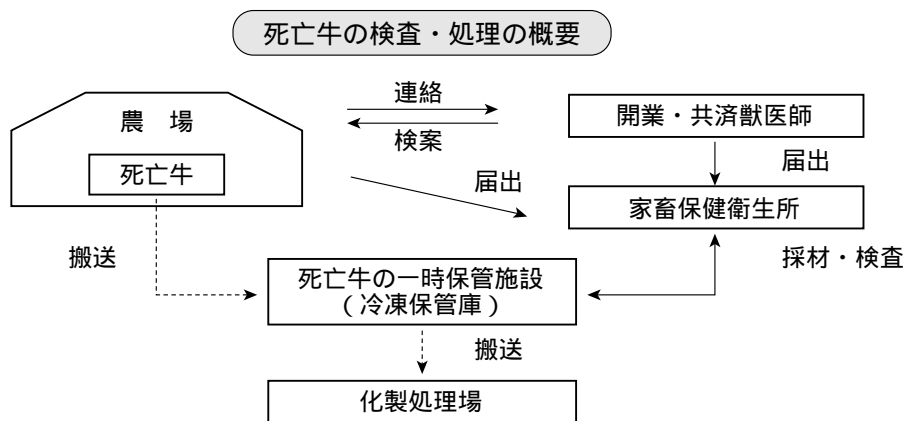 死亡牛の検査・処理の概要
連絡
農　場
開業・共済獣医師
検案
届出
死亡牛
届出
家畜保健衛生所
搬送
採材・検査
死亡牛の一時保管施設
（冷凍保管庫）
搬送
化製処理場